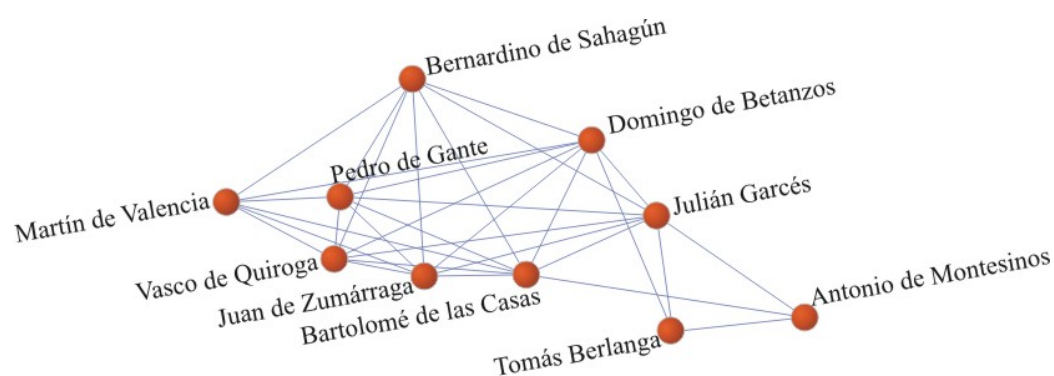 Bernardino de Sahagún
Domingo de Betanzos
Pedro de Gante
Julián Garcés
Martín de Valencia
Vasco de Quiroga
Juan de Zumárraga
Bartolomé de las Casas
Antonio de Montesinos
Tomás Berlanga